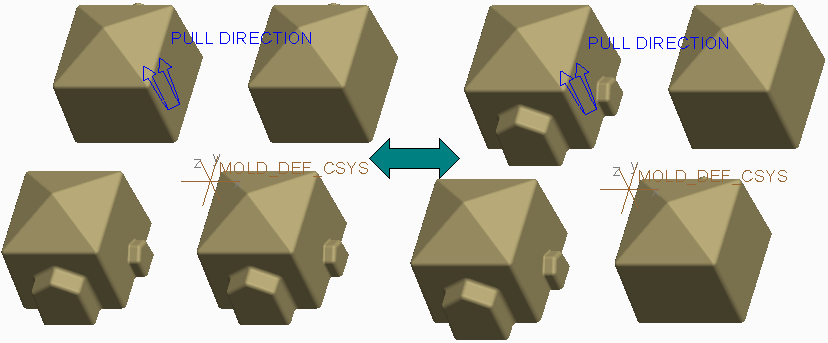 PULL DIRECTION
PULL DIRECTION
z y
MOLD_DEF_CSYS
z y
MOLD_DEF_CSYS